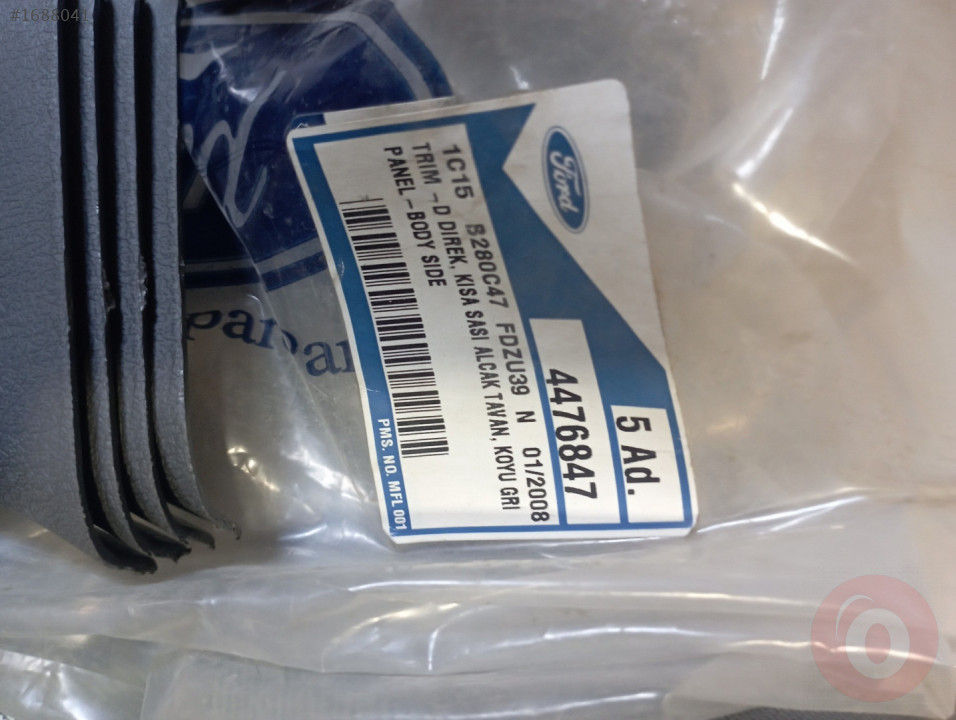 #1688041
Ford
5 Ad.
4476847
1C15 B280C47 FDZU39 N 01/2008
TRIM - D DIREK, KISA SASI ALCAK TAVAN, KOYU GRI
PANEL - BODY SIDE
PMS. NO. MFL 001